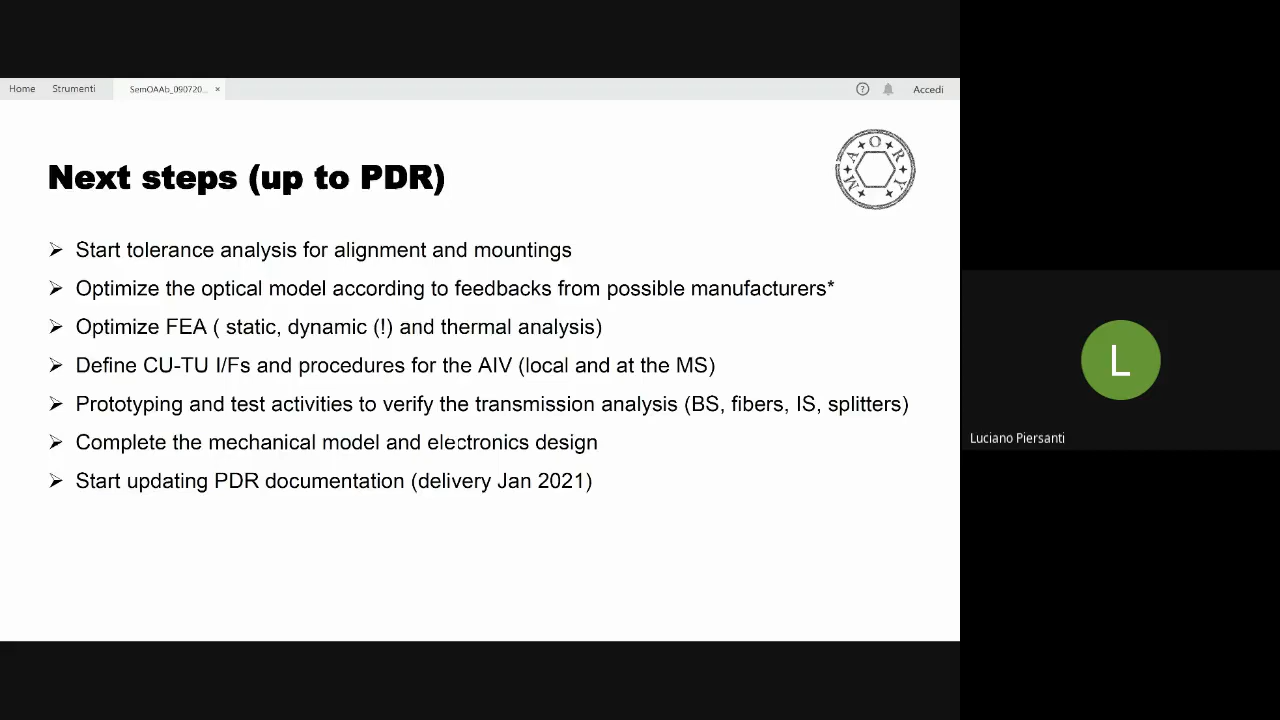 Home Strumenti SemOAAb_090720... × ? Accedi
MAORY
Next steps (up to PDR)
➢ Start tolerance analysis for alignment and mountings
➢ Optimize the optical model according to feedbacks from possible manufacturers*
➢ Optimize FEA ( static, dynamic (!) and thermal analysis)
➢ Define CU-TU I/Fs and procedures for the AIV (local and at the MS)
➢ Prototyping and test activities to verify the transmission analysis (BS, fibers, IS, splitters)
➢ Complete the mechanical model and electronics design
➢ Start updating PDR documentation (delivery Jan 2021)
L
Luciano Piersanti